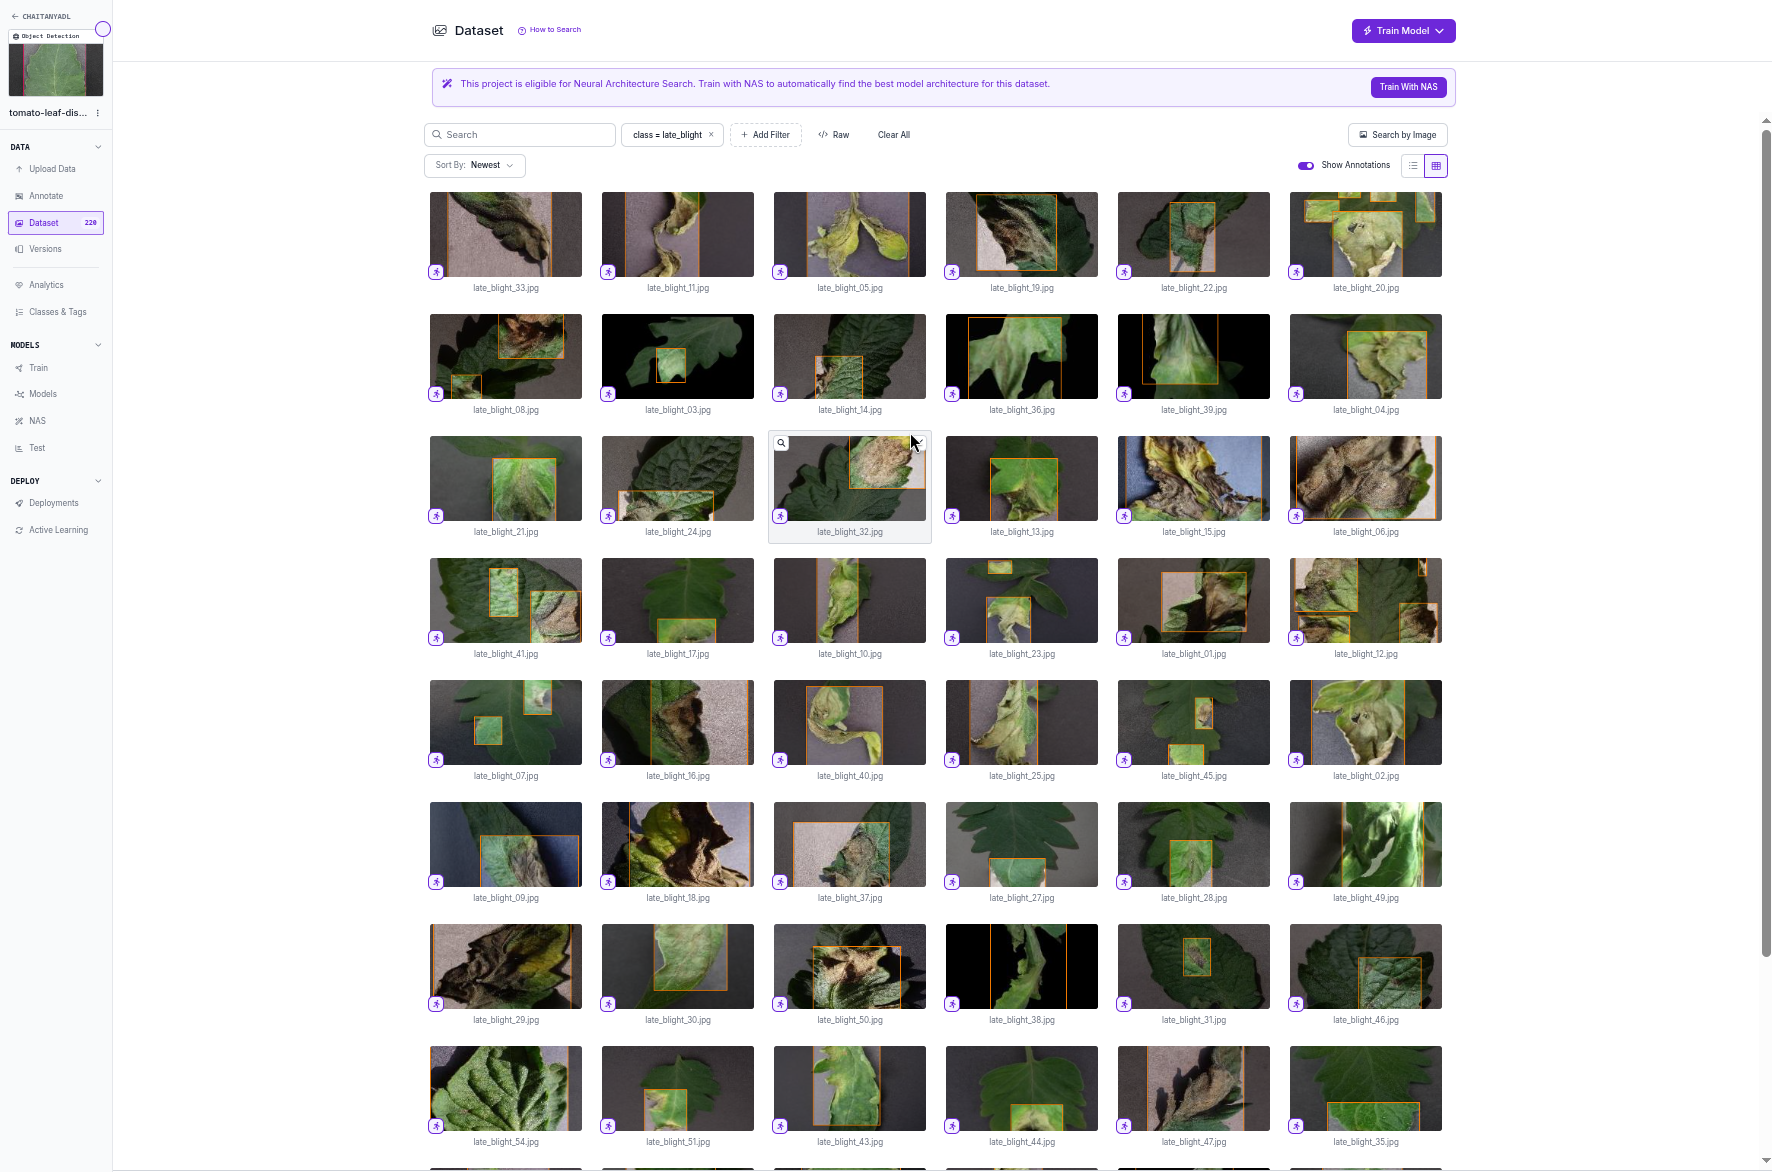 ← CHAITANYADL
Object Detection
tomato-leaf-dis...
DATA
Upload Data
Annotate
Dataset 220
Versions
Analytics
Classes & Tags
MODELS
Train
Models
NAS
Test
DEPLOY
Deployments
Active Learning
Dataset How to Search Train Model
This project is eligible for Neural Architecture Search. Train with NAS to automatically find the best model architecture for this dataset. Train With NAS
Search class = late_blight × + Add Filter </> Raw Clear All Search by Image
Sort By: Newest Show Annotations
late_blight_33.jpg late_blight_11.jpg late_blight_05.jpg late_blight_19.jpg late_blight_22.jpg late_blight_20.jpg
late_blight_08.jpg late_blight_03.jpg late_blight_14.jpg late_blight_36.jpg late_blight_39.jpg late_blight_04.jpg
late_blight_21.jpg late_blight_24.jpg late_blight_32.jpg late_blight_13.jpg late_blight_15.jpg late_blight_06.jpg
late_blight_41.jpg late_blight_17.jpg late_blight_10.jpg late_blight_23.jpg late_blight_01.jpg late_blight_12.jpg
late_blight_07.jpg late_blight_16.jpg late_blight_40.jpg late_blight_25.jpg late_blight_45.jpg late_blight_02.jpg
late_blight_09.jpg late_blight_18.jpg late_blight_37.jpg late_blight_27.jpg late_blight_28.jpg late_blight_49.jpg
late_blight_29.jpg late_blight_30.jpg late_blight_50.jpg late_blight_38.jpg late_blight_31.jpg late_blight_46.jpg
late_blight_54.jpg late_blight_51.jpg late_blight_43.jpg late_blight_44.jpg late_blight_47.jpg late_blight_35.jpg